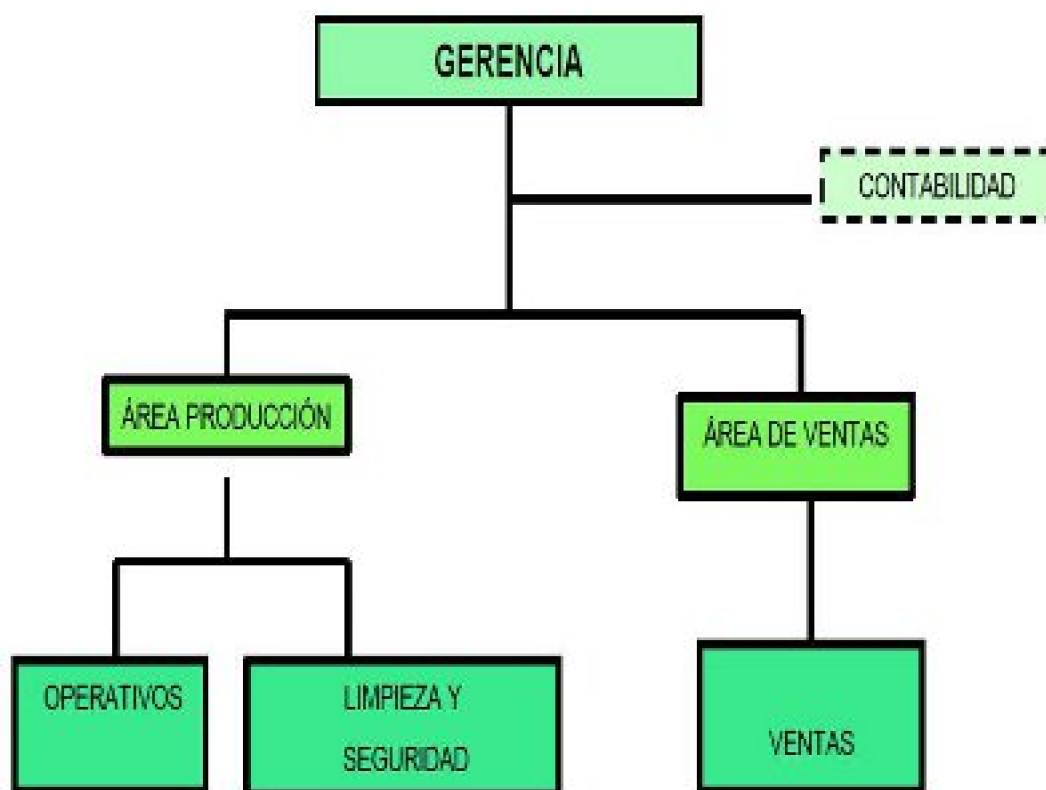 GERENCIA
CONTABILIDAD
ÁREA PRODUCCIÓN
ÁREA DE VENTAS
OPERATIVOS
LIMPIEZA Y
SEGURIDAD
VENTAS